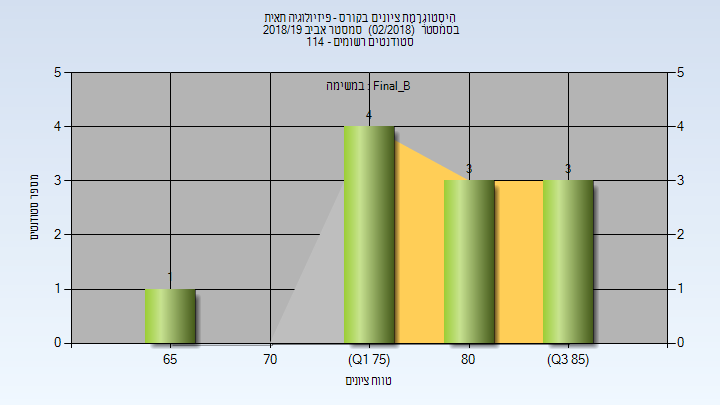 היסטוגרמת ציונים בקורס - פיזיולוגיה תאית
בסמסטר (02/2018) סמסטר אביב 2018/19
סטודנטים רשומים - 114
במשימה : Final_B
5 5
4 4 4
3 3 3 3
2 2
1 1 1
0 0
מספר סטודנטים
65 70 (Q1 75) 80 (Q3 85)
טווח ציונים